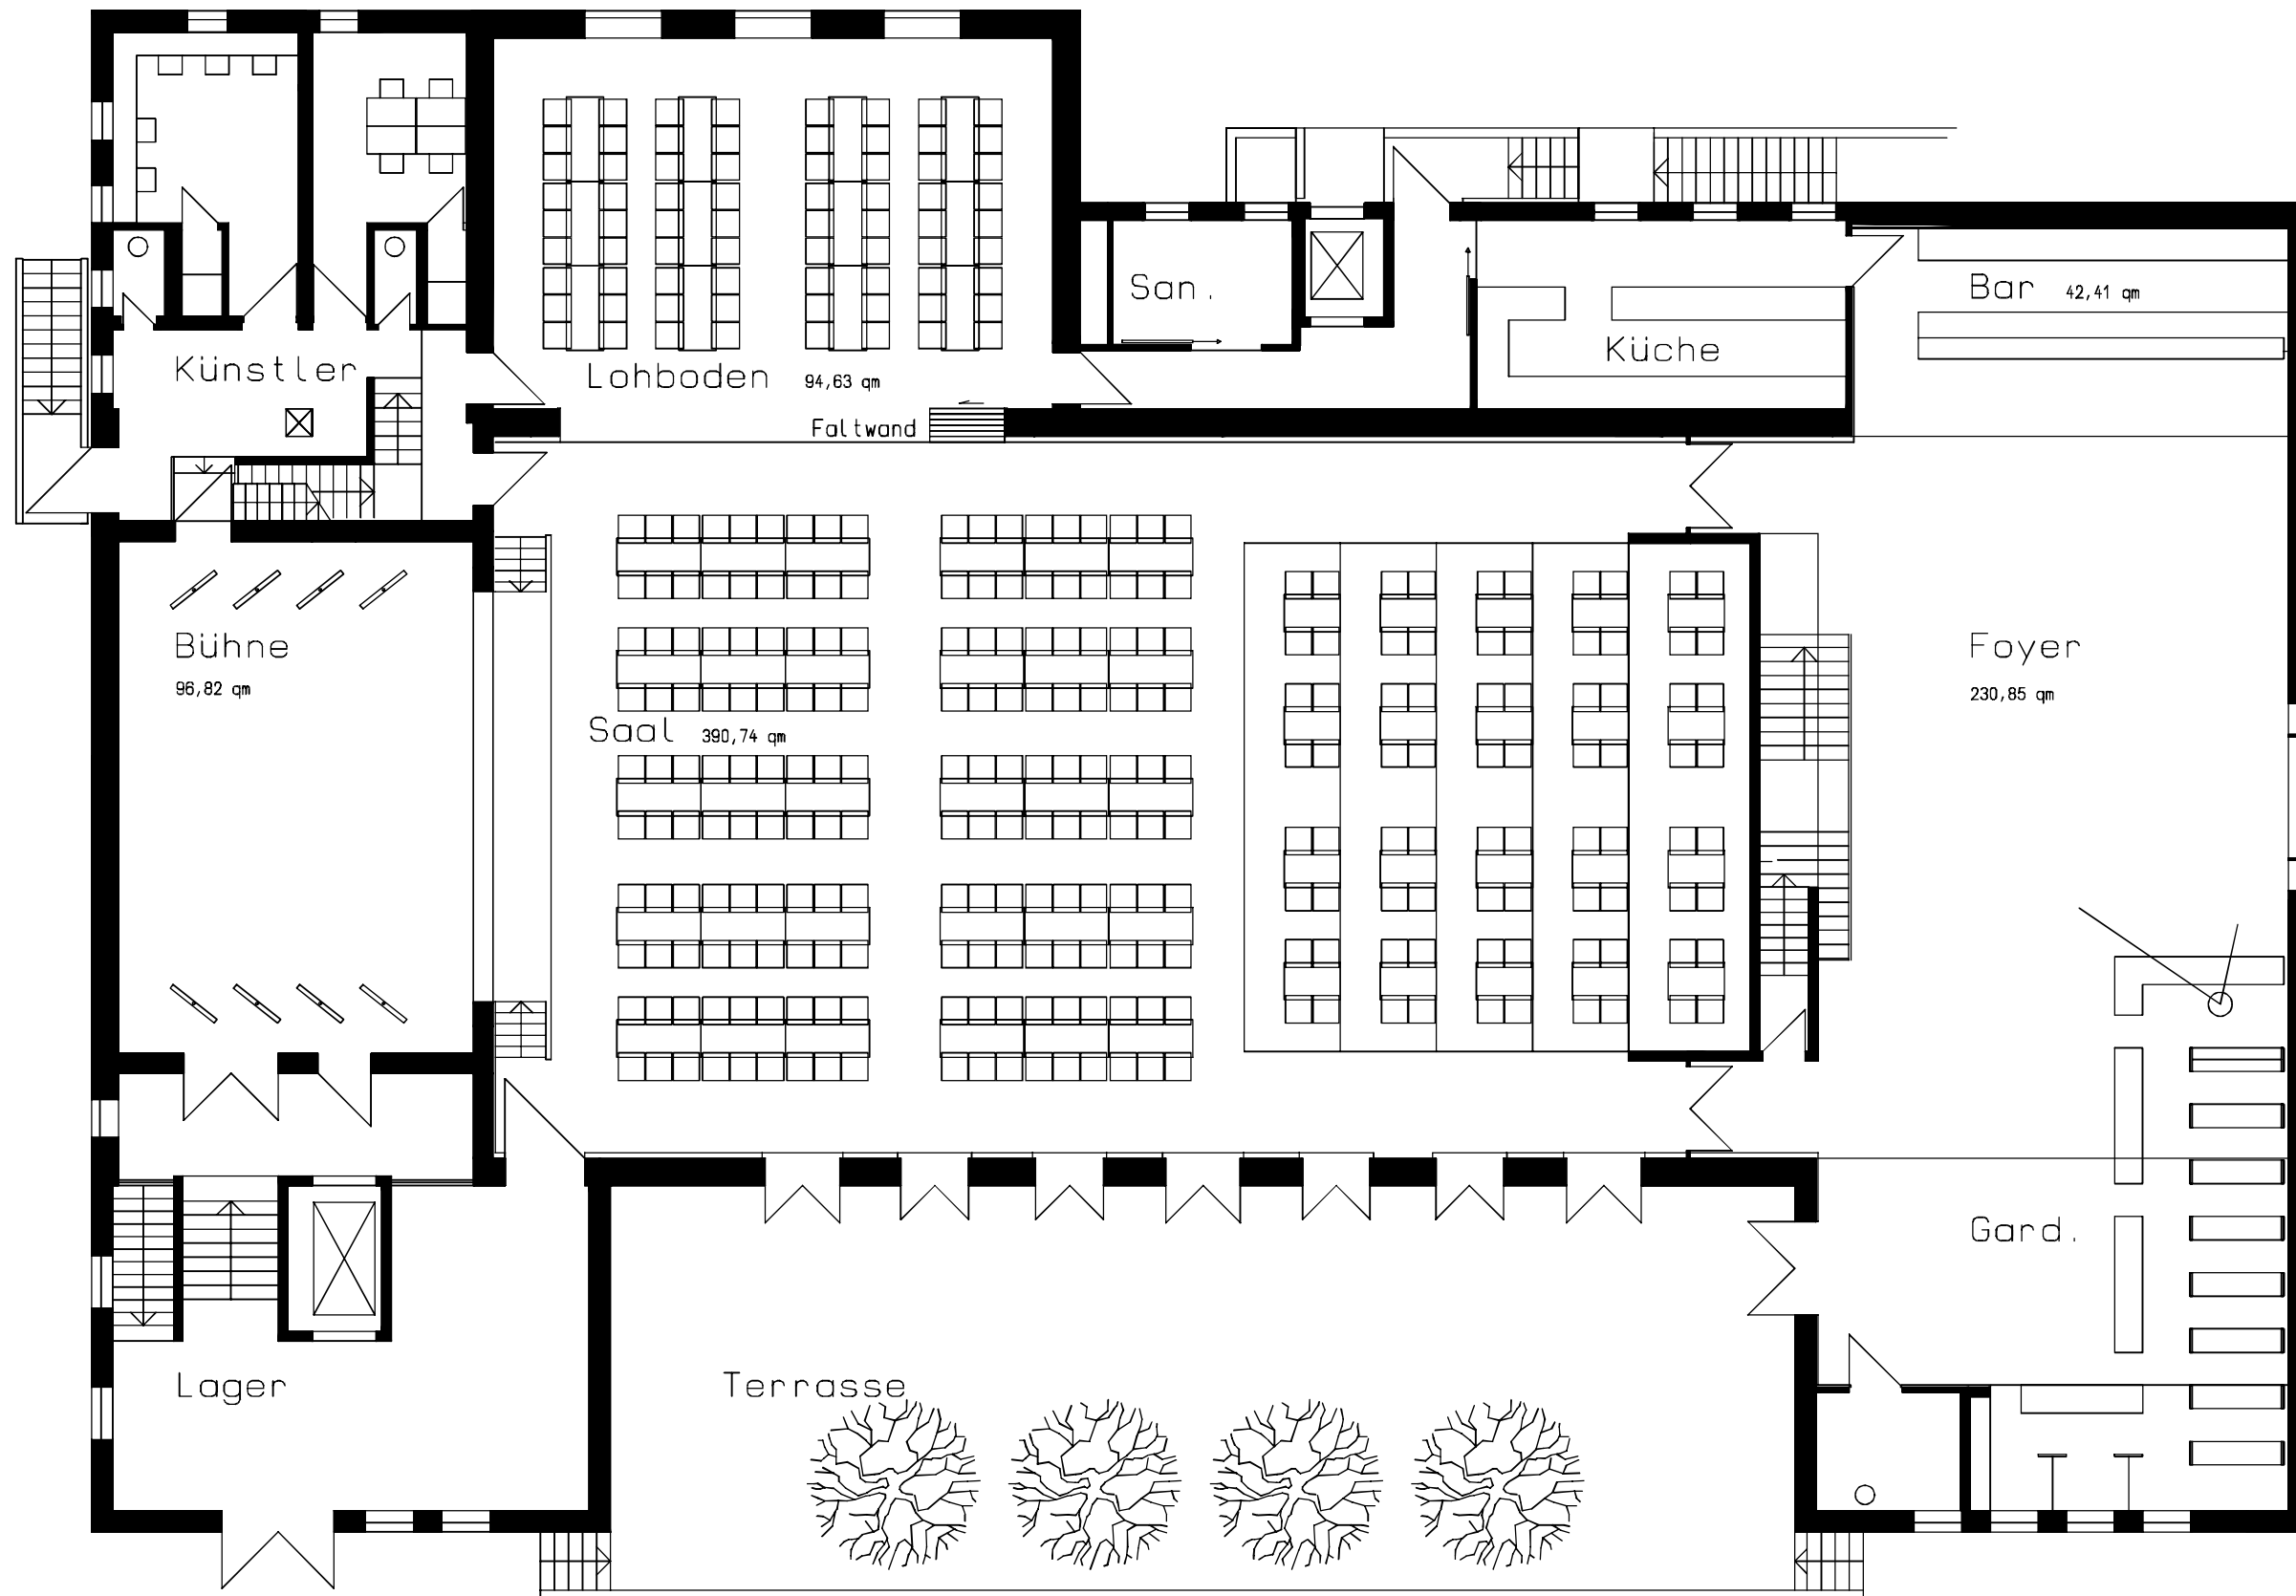 San.
Bar 42,41 qm
Küche
Künstler
Lohboden 94,63 qm
Faltwand
Bühne
96,82 qm
Foyer
230,85 qm
Saal 390,74 qm
Gard.
Lager
Terrasse